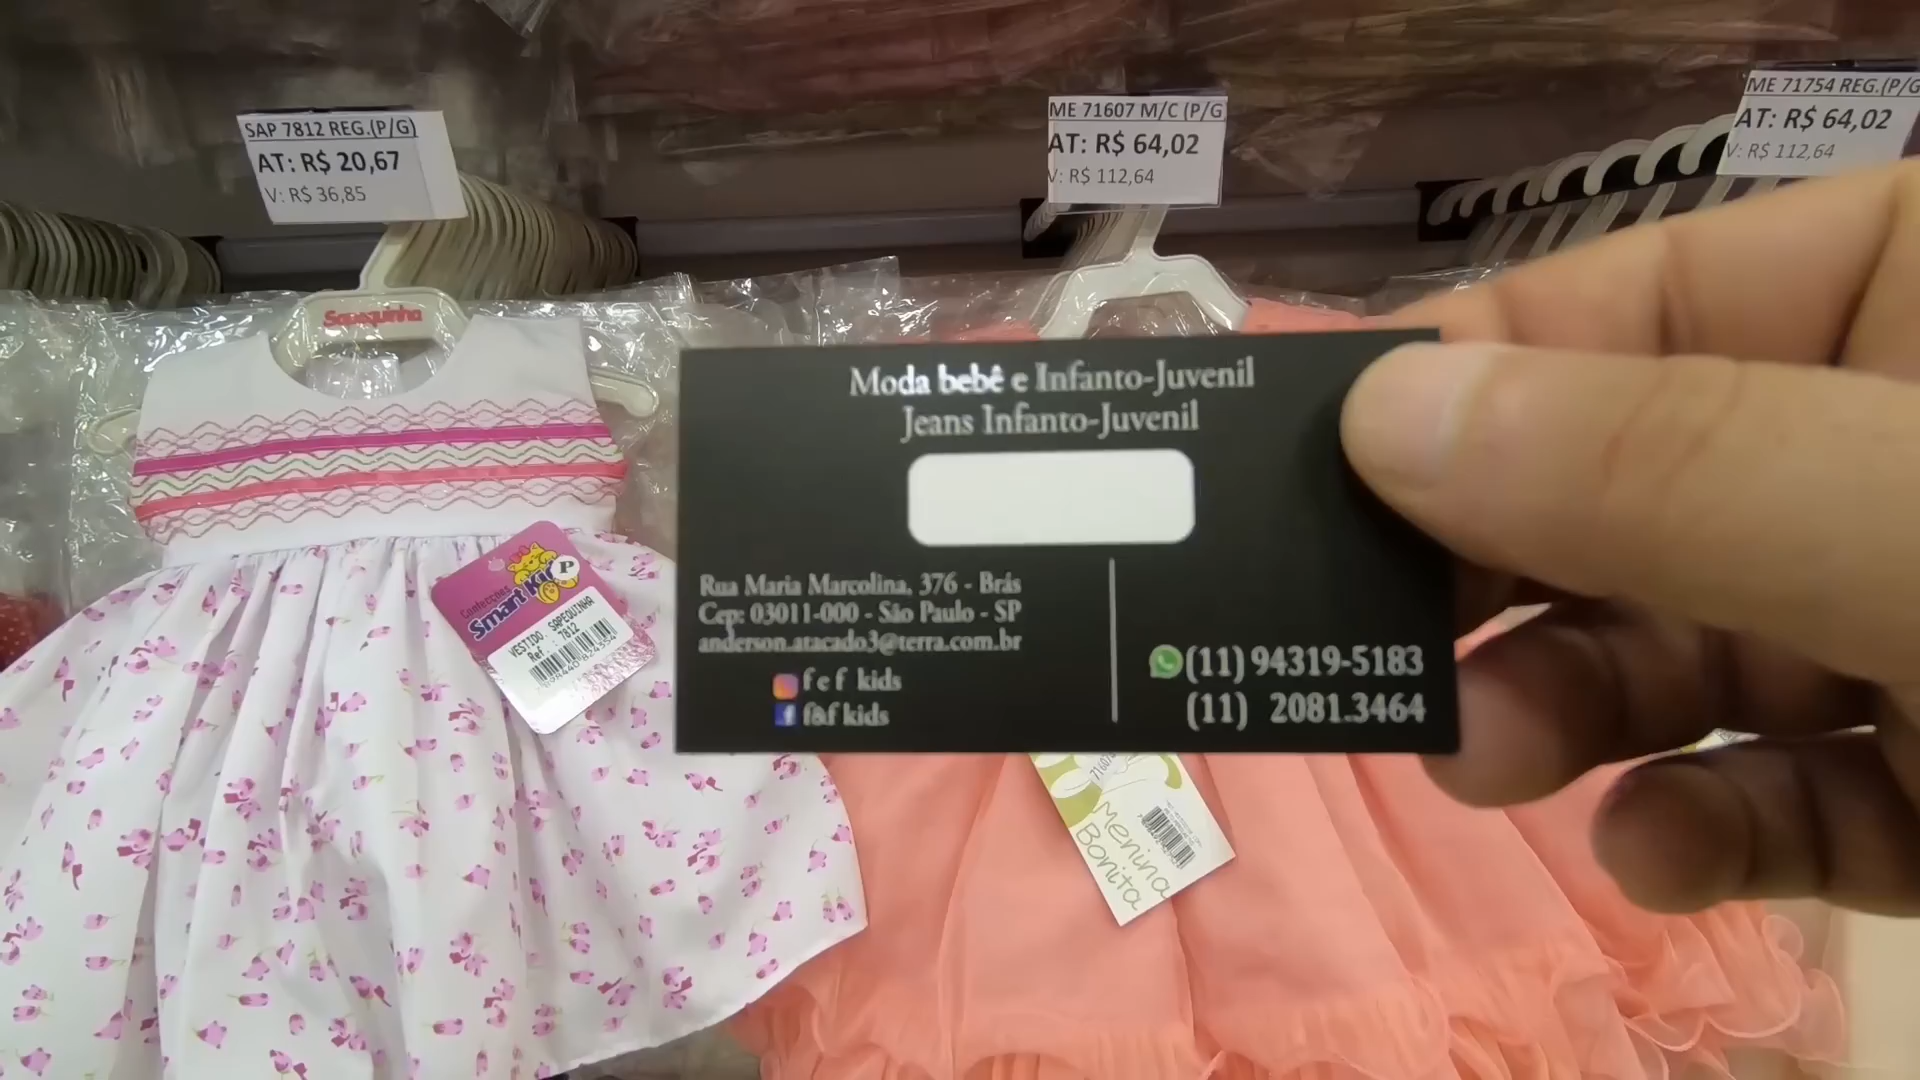 SAP 7812 REG.(P/G)
AT: R$ 20,67
V: R$ 36,85
ME 71607 M/C (P/G
AT: R$ 64,02
V: R$ 112,64
ME 71754 REG.(P/G
AT: R$ 64,02
V: R$ 112,64
Sapequinha
Moda bebê e Infanto-Juvenil
Jeans Infanto-Juvenil
Rua Maria Marcolina, 376 - Brás
Cep: 03011-000 - São Paulo - SP
anderson.atacado3@terra.com.br
f e f kids
f&f kids
(11) 94319-5183
(11) 2081.3464
Confecções
Smart Kid
P
VESTIDO SAPEQUINHA
Ref.: 7812
Menina
Bonita